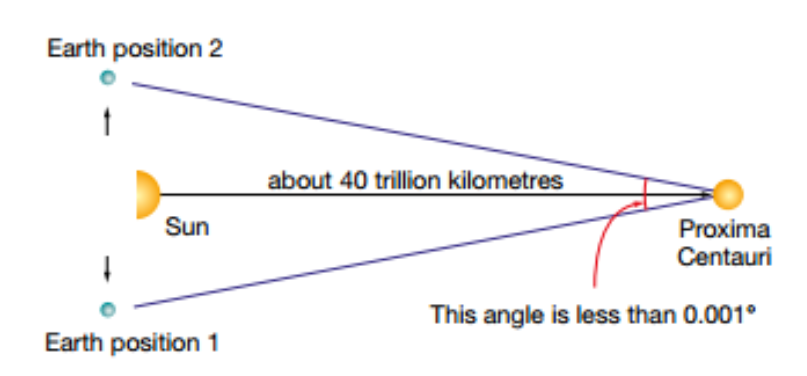 Earth position 2
about 40 trillion kilometres
Sun
Proxima
Centauri
This angle is less than 0.001°
Earth position 1